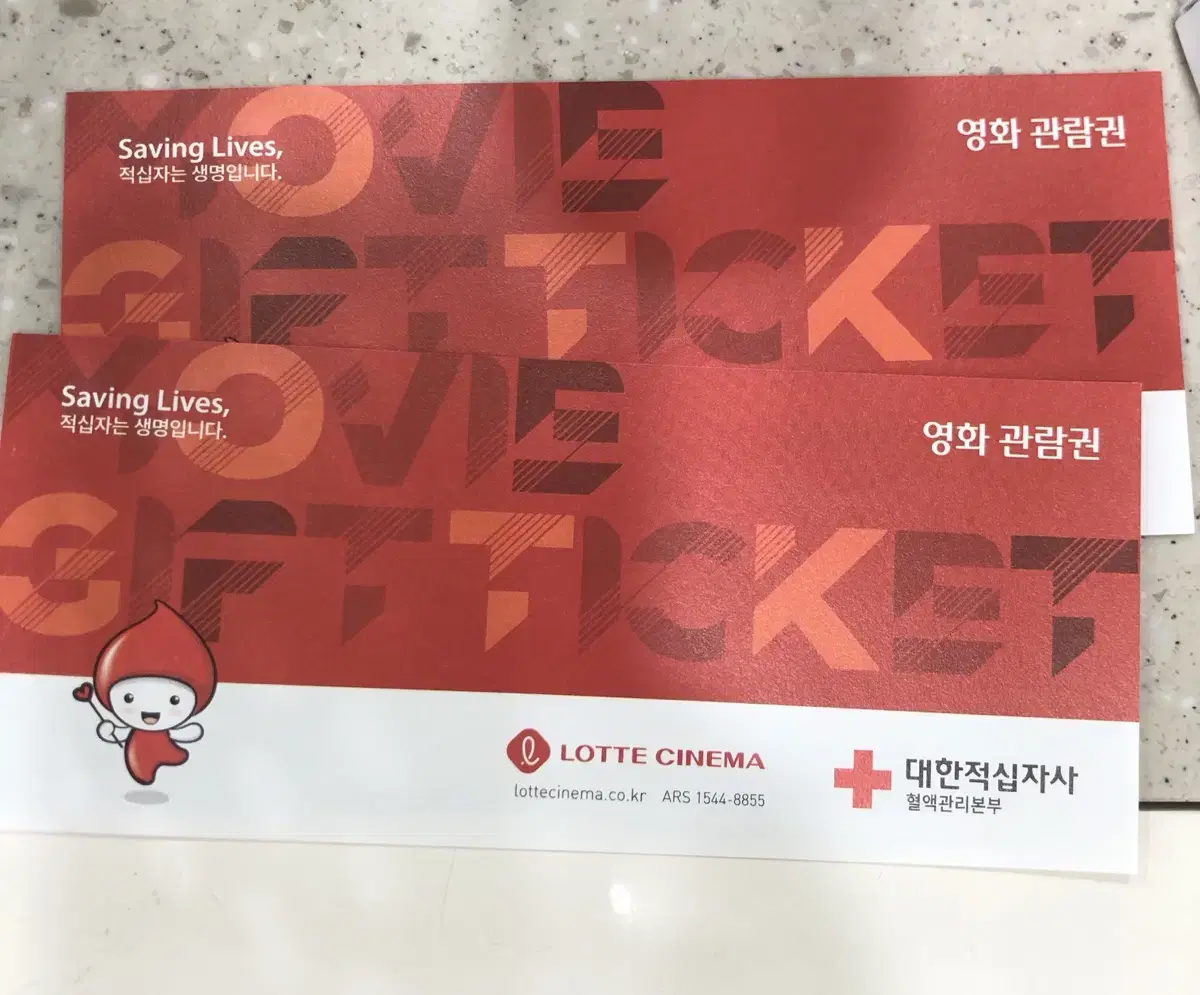 MOVIE
Saving Lives,
적십자는 생명입니다.
영화 관람권
GIFT TICKET
MOVIE
Saving Lives,
적십자는 생명입니다.
영화 관람권
GIFT TICKET
LOTTE CINEMA
lottecinema.co.kr ARS 1544-8855
대한적십자사
혈액관리본부